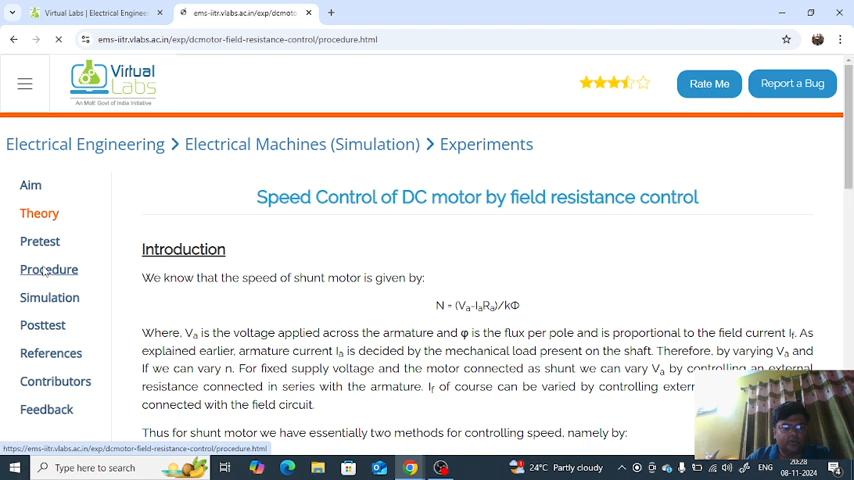 Virtual Labs | Electrical Enginee
ems-iitr.vlabs.ac.in/exp/dcmoto
ems-iitr.vlabs.ac.in/exp/dcmotor-field-resistance-control/procedure.html
Virtual
Labs
An MoE Govt of India Initiative
Rate Me
Report a Bug
Electrical Engineering > Electrical Machines (Simulation) > Experiments
Aim
Theory
Pretest
Procedure
Simulation
Posttest
References
Contributors
Feedback
Speed Control of DC motor by field resistance control
Introduction
We know that the speed of shunt motor is given by:
N = (Va-IaRa)/kΦ
Where, Va is the voltage applied across the armature and φ is the flux per pole and is proportional to the field current If. As
explained earlier, armature current Ia is decided by the mechanical load present on the shaft. Therefore, by varying Va and
If we can vary n. For fixed supply voltage and the motor connected as shunt we can vary Va by controlling an external
resistance connected in series with the armature. If of course can be varied by controlling exter
connected with the field circuit.
Thus for shunt motor we have essentially two methods for controlling speed, namely by:
https://ems-iitr.vlabs.ac.in/exp/dcmotor-field-resistance-control/procedure.html
Type here to search
24°C Partly cloudy
ENG
20:28
08-11-2024
4